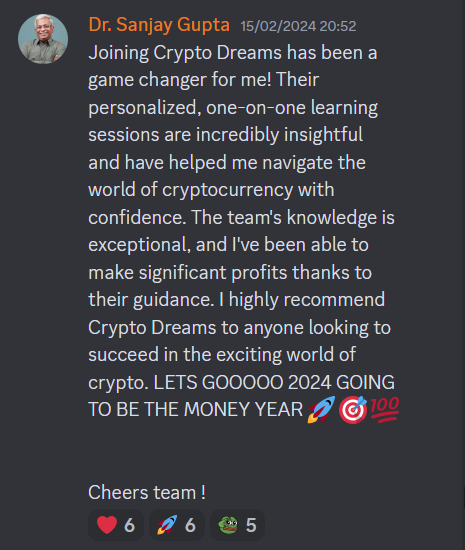 Dr. Sanjay Gupta 15/02/2024 20:52
Joining Crypto Dreams has been a
game changer for me! Their
personalized, one-on-one learning
sessions are incredibly insightful
and have helped me navigate the
world of cryptocurrency with
confidence. The team's knowledge is
exceptional, and I've been able to
make significant profits thanks to
their guidance. I highly recommend
Crypto Dreams to anyone looking to
succeed in the exciting world of
crypto. LETS GOOOOO 2024 GOING
TO BE THE MONEY YEAR 🚀 🎯 💯
Cheers team !
❤️ 6 🚀 6 5